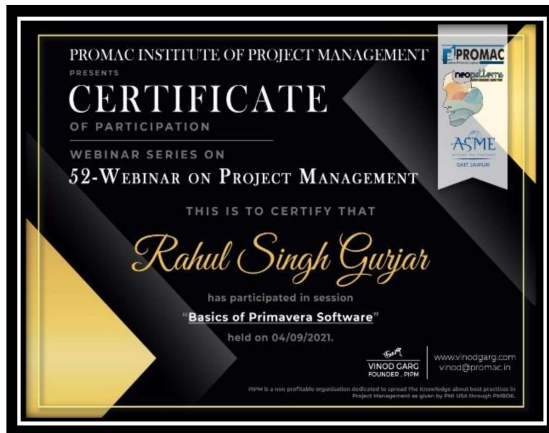 PROMAC INSTITUTE OF PROJECT MANAGEMENT
PRESENTS
CERTIFICATE
OF PARTICIPATION
WEBINAR SERIES ON
52-WEBINAR ON PROJECT MANAGEMENT
PROMAC
neopatterns
ASME
GSET JAIPUR
THIS IS TO CERTIFY THAT
Rahul Singh Gurjar
has participated in session
"Basics of Primavera Software"
held on 04/09/2021.
VINOD GARG
FOUNDER, PIPM
www.vinodgarg.com
vinod@promac.in
PIPM is a non profitable organisation dedicated to spread the Knowledge about best practices in
Project Management as given by PMI USA through PMBOK.